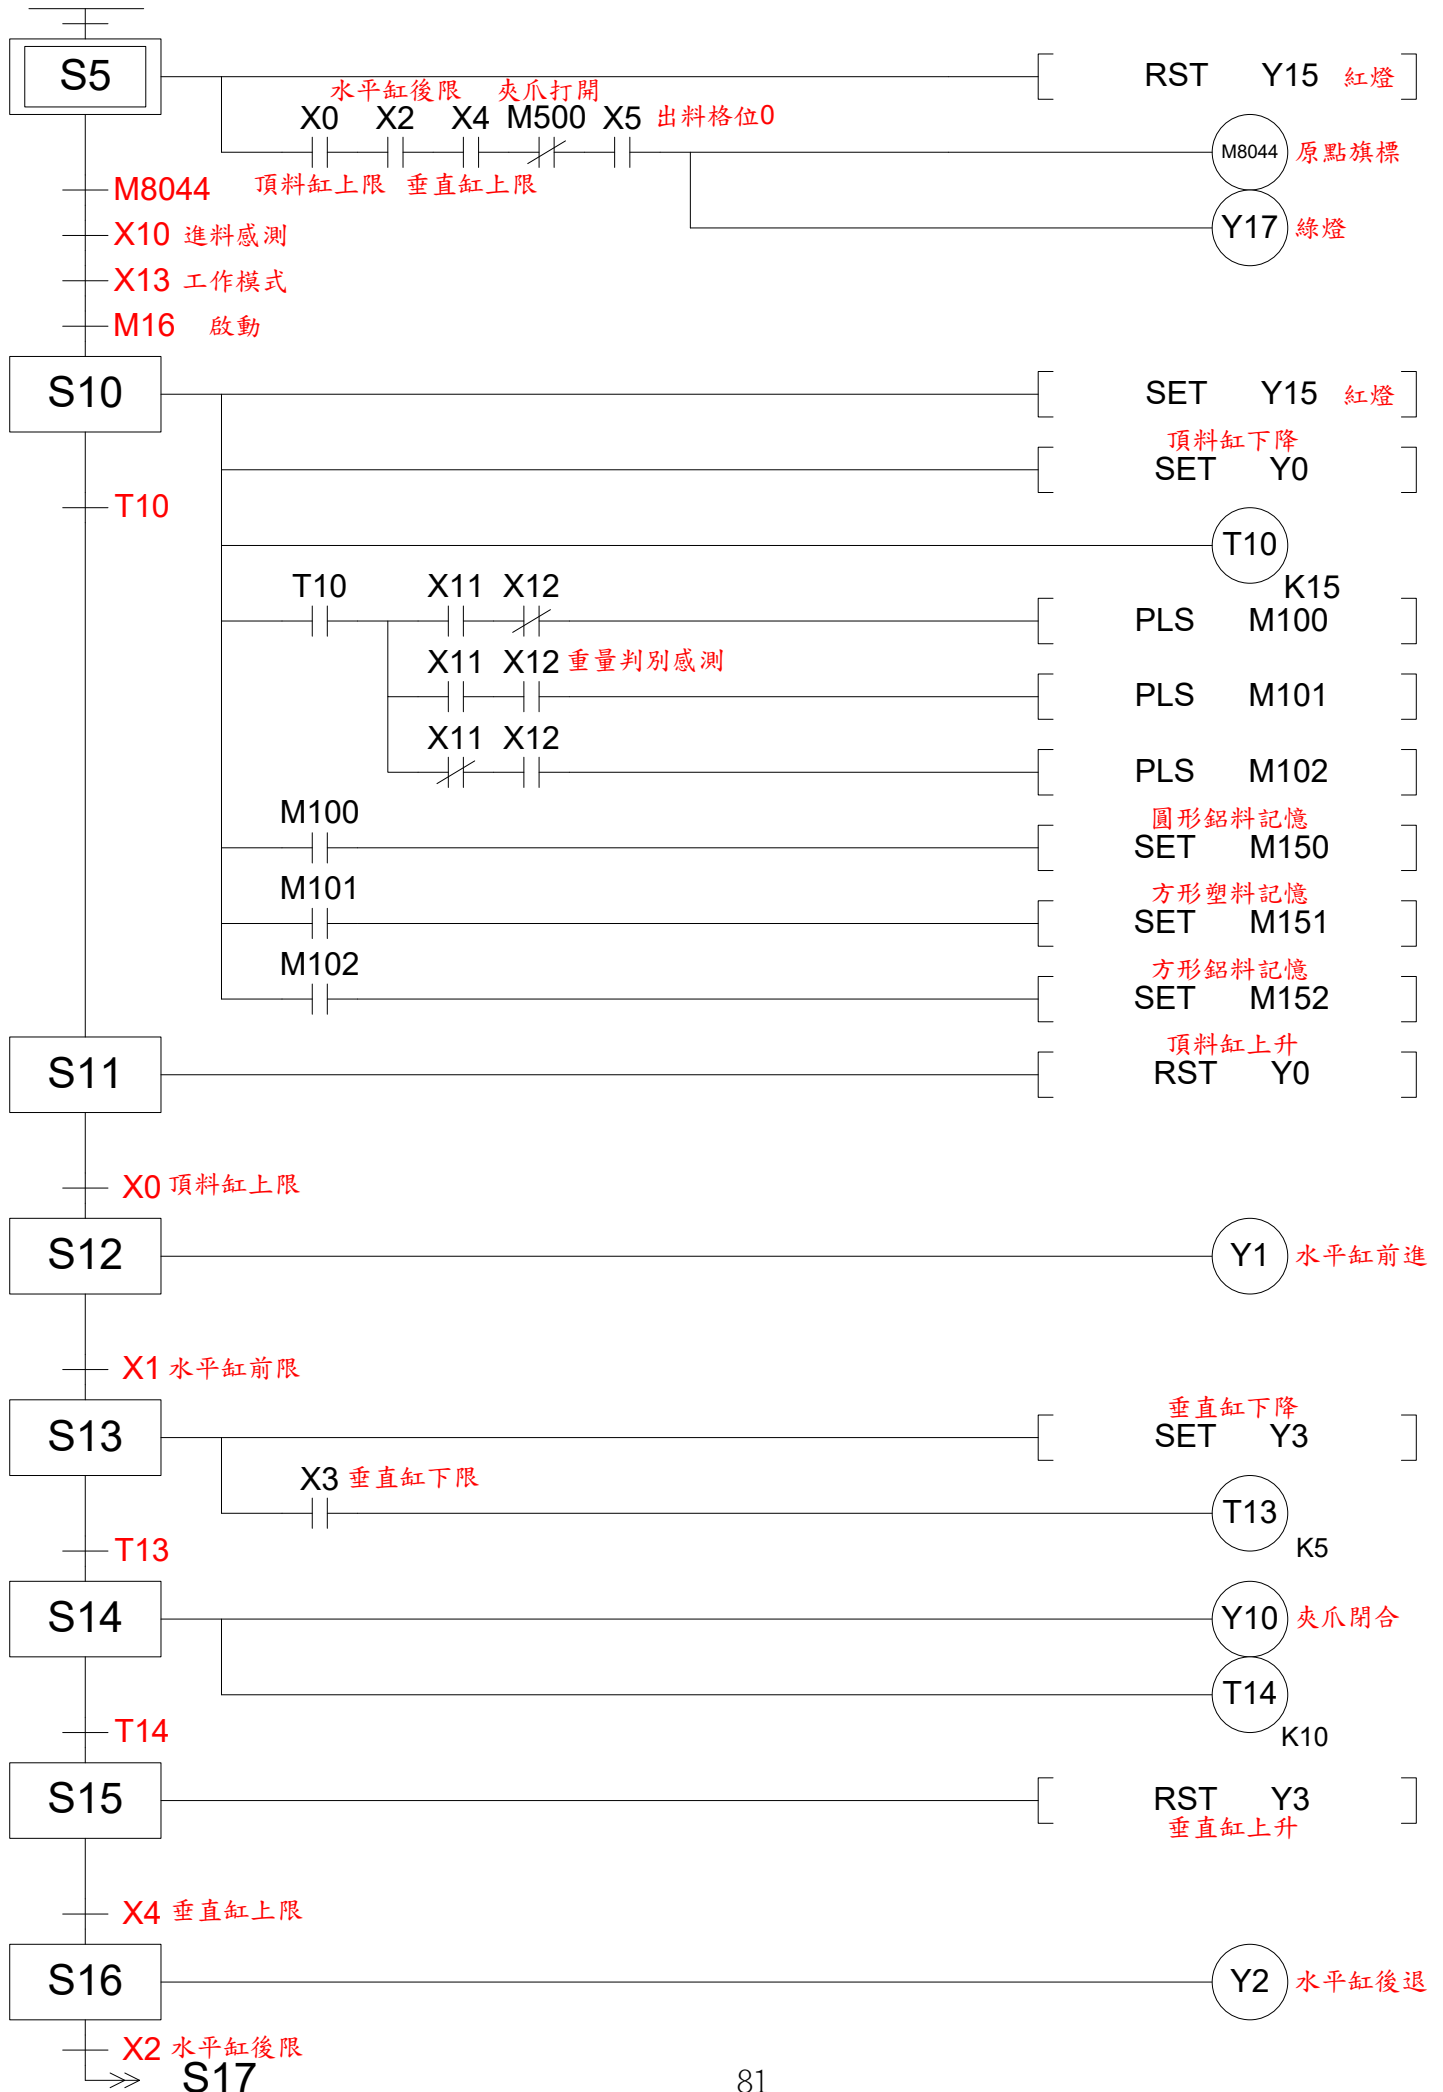 S5
RST Y15 紅燈
水平缸後限 夾爪打開
X0 X2 X4 M500 X5 出料格位0
M8044 原點旗標
頂料缸上限 垂直缸上限
M8044
Y17 綠燈
X10 進料感測
X13 工作模式
M16 啟動
S10
SET Y15 紅燈
頂料缸下降
SET Y0
T10
T10
K15
T10 X11 X12
PLS M100
X11 X12 重量判別感測
PLS M101
X11 X12
PLS M102
M100
圓形鋁料記憶
SET M150
M101
方形塑料記憶
SET M151
M102
方形鋁料記憶
SET M152
S11
頂料缸上升
RST Y0
X0 頂料缸上限
S12
Y1 水平缸前進
X1 水平缸前限
S13
垂直缸下降
SET Y3
X3 垂直缸下限
T13
K5
T13
S14
Y10 夾爪閉合
T14
K10
T14
S15
RST Y3
垂直缸上升
X4 垂直缸上限
S16
Y2 水平缸後退
X2 水平缸後限
S17
81